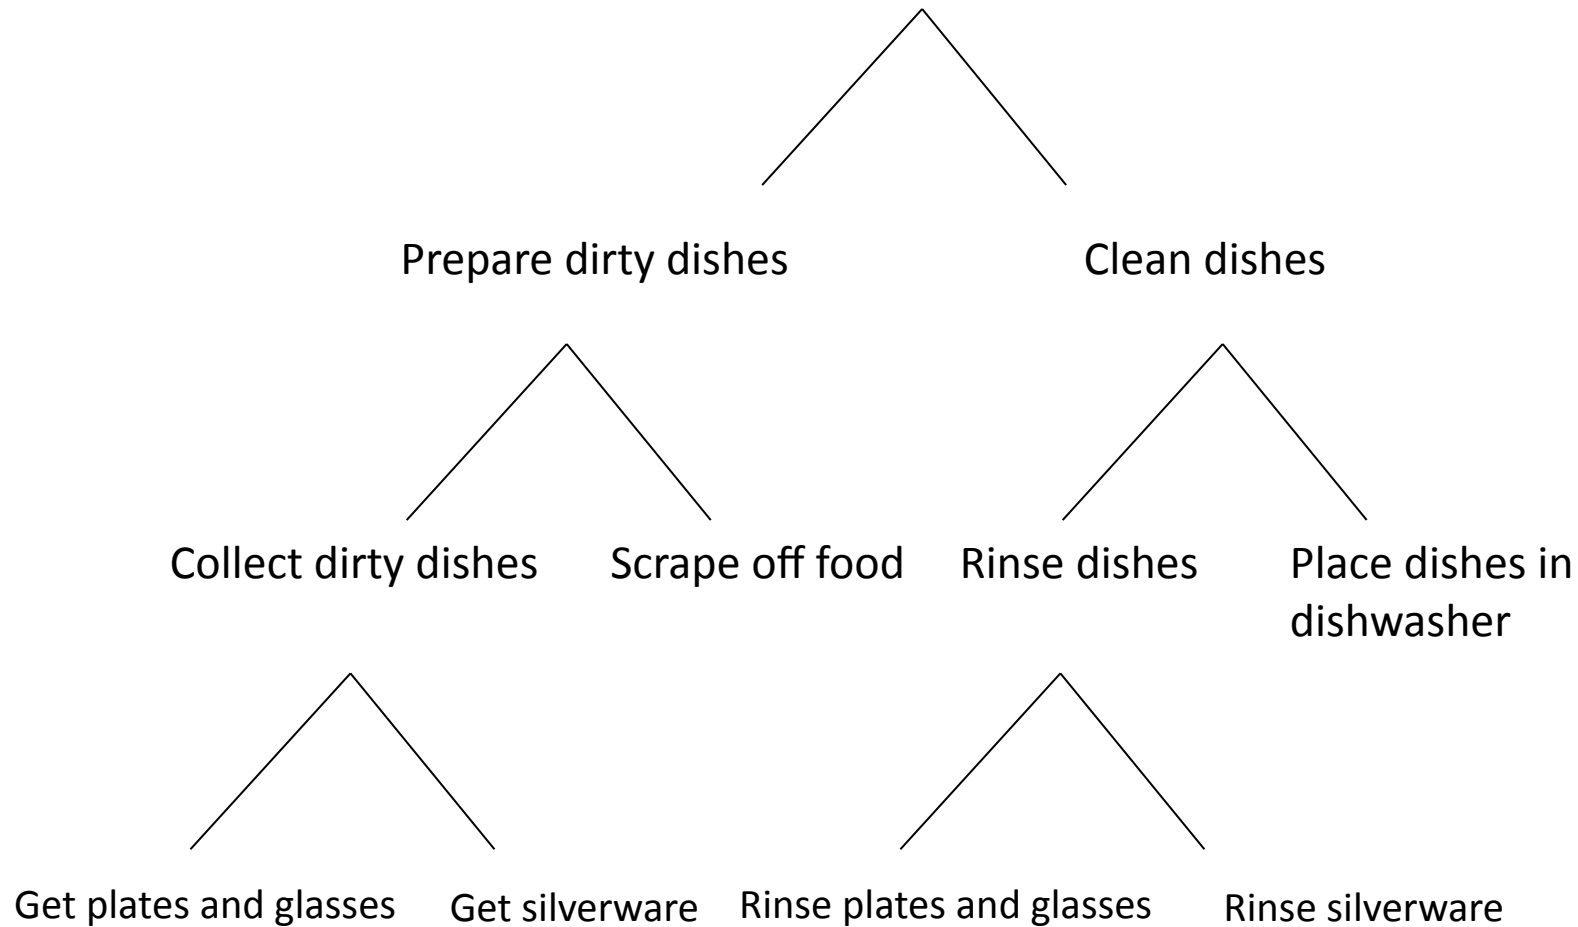 Prepare dirty dishes
Clean dishes
Collect dirty dishes
Scrape off food
Rinse dishes
Place dishes in
dishwasher
Get plates and glasses
Get silverware
Rinse plates and glasses
Rinse silverware